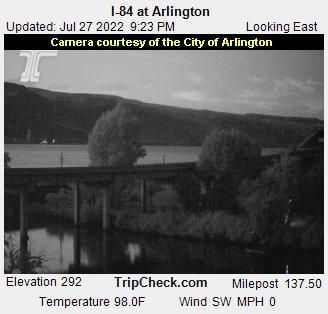 I-84 at Arlington
Updated: Jul 27 2022 9:23 PM Looking East
Camera courtesy of the City of Arlington
Elevation 292 TripCheck.com Milepost 137.50
Temperature 98.0F Wind SW MPH 0